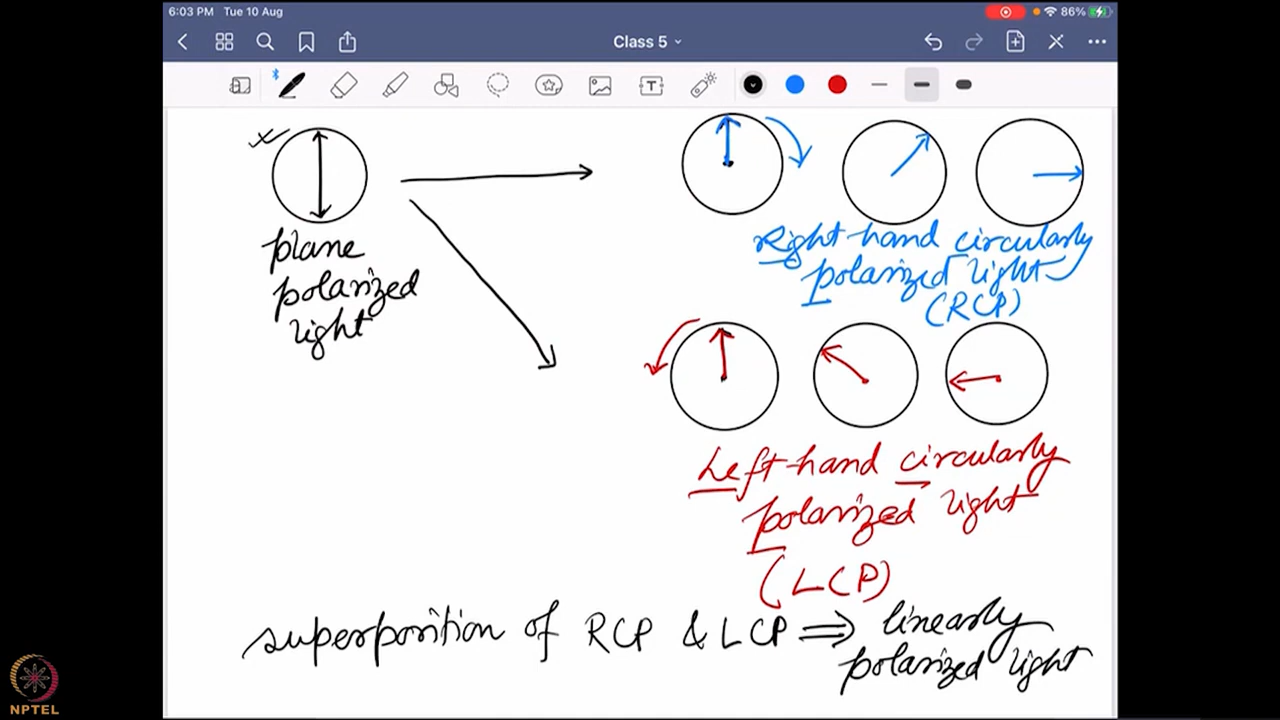 6:03 PM Tue 10 Aug
86%
Class 5
T
plane
polarized
light
Right-hand circularly
polarized light
(RCP)
Left-hand circularly
polarized light
(LCP)
superposition of RCP & LCP ⇒ linearly
polarized light
NPTEL